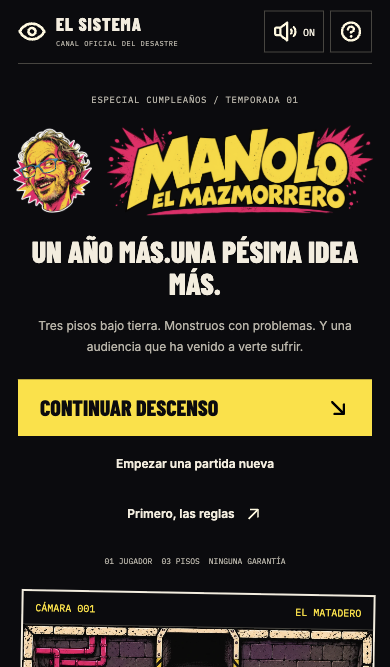 EL SISTEMA
CANAL OFICIAL DEL DESASTRE
ON
ESPECIAL CUMPLEAÑOS / TEMPORADA 01
MANOLO
EL MAZMORRERO
UN AÑO MÁS.UNA PÉSIMA IDEA
MÁS.
Tres pisos bajo tierra. Monstruos con problemas. Y una
audiencia que ha venido a verte sufrir.
CONTINUAR DESCENSO
Empezar una partida nueva
Primero, las reglas
01 JUGADOR 03 PISOS NINGUNA GARANTÍA
CÁMARA 001
EL MATADERO